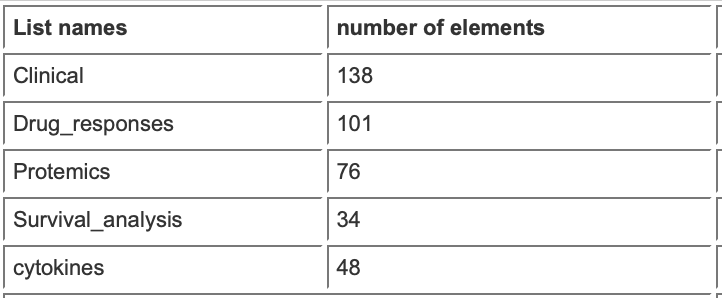 List names number of elements
Clinical 138
Drug_responses 101
Protemics 76
Survival_analysis 34
cytokines 48